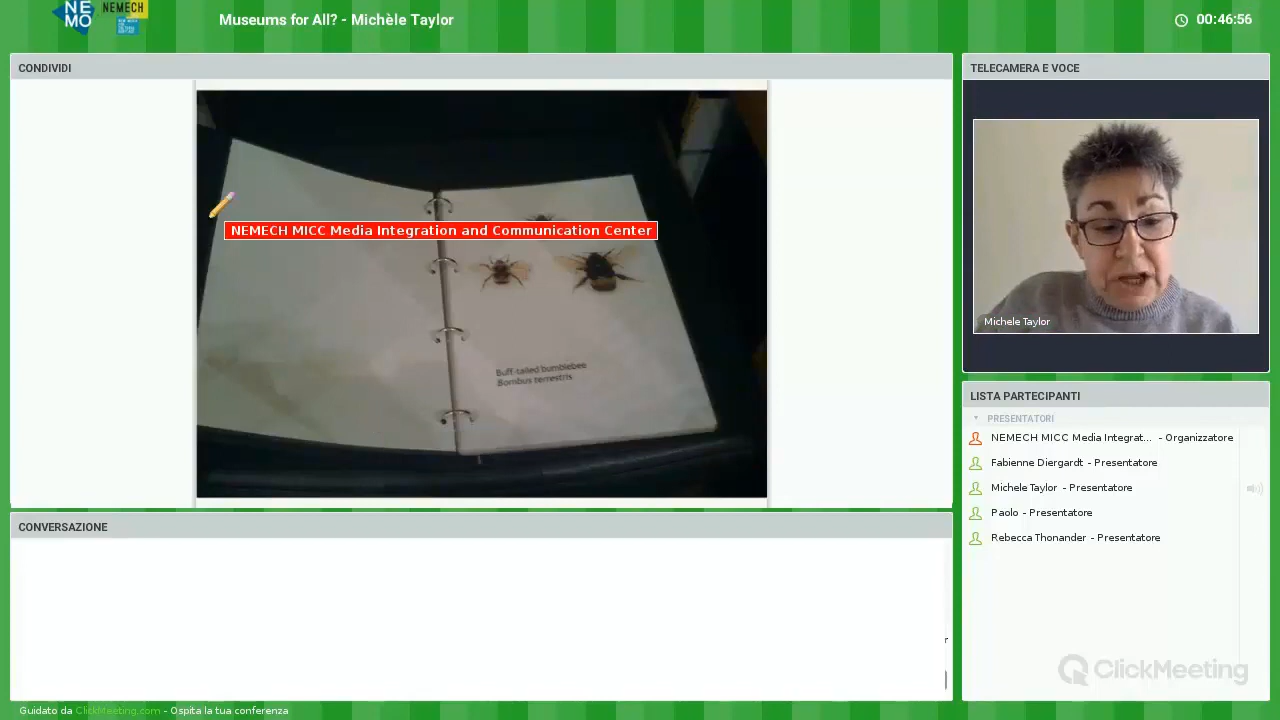 NE
MO
NEMECH
Museums for All? - Michèle Taylor
00:46:56
CONDIVIDI
NEMECH MICC Media Integration and Communication Center
Buff-tailed bumblebee
Bombus terrestris
TELECAMERA E VOCE
Michele Taylor
LISTA PARTECIPANTI
PRESENTATORI
NEMECH MICC Media Integrat... - Organizzatore
Fabienne Diergardt - Presentatore
Michele Taylor - Presentatore
Paolo - Presentatore
Rebecca Thonander - Presentatore
CONVERSAZIONE
ClickMeeting
Guidato da ClickMeeting.com - Ospita la tua conferenza